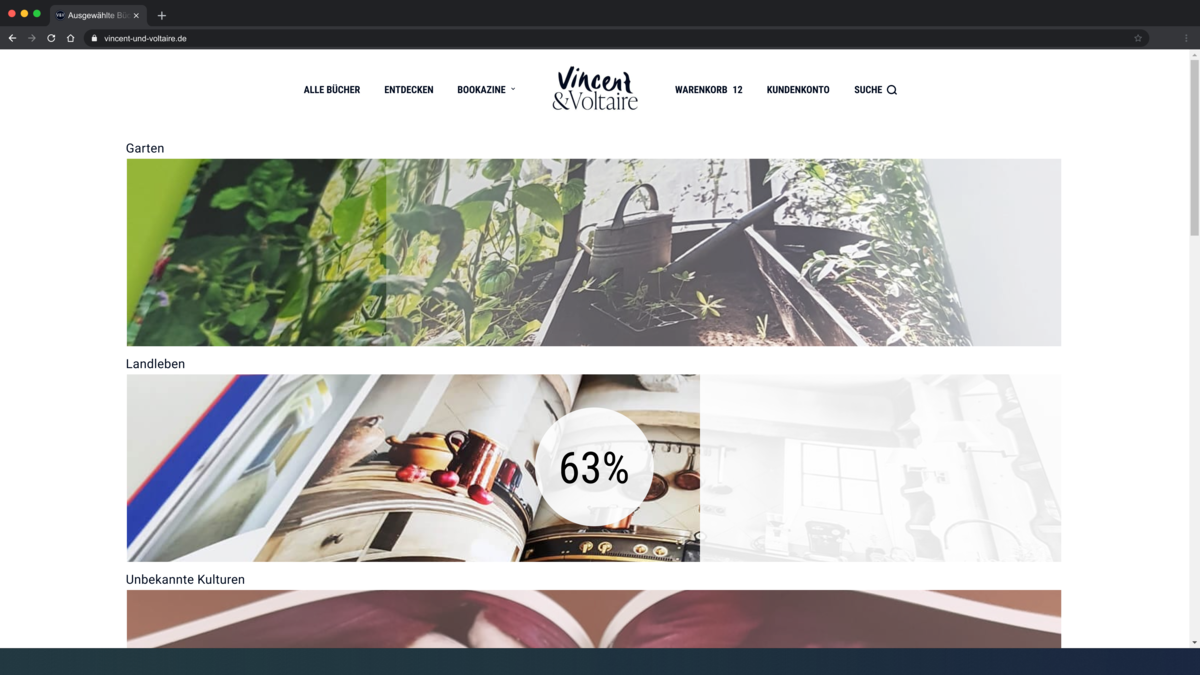 Ausgewählte Bü
vincent-und-voltaire.de
ALLE BÜCHER ENTDECKEN BOOKAZINE Vincent &Voltaire WARENKORB 12 KUNDENKONTO SUCHE
Garten
Landleben
63%
Unbekannte Kulturen